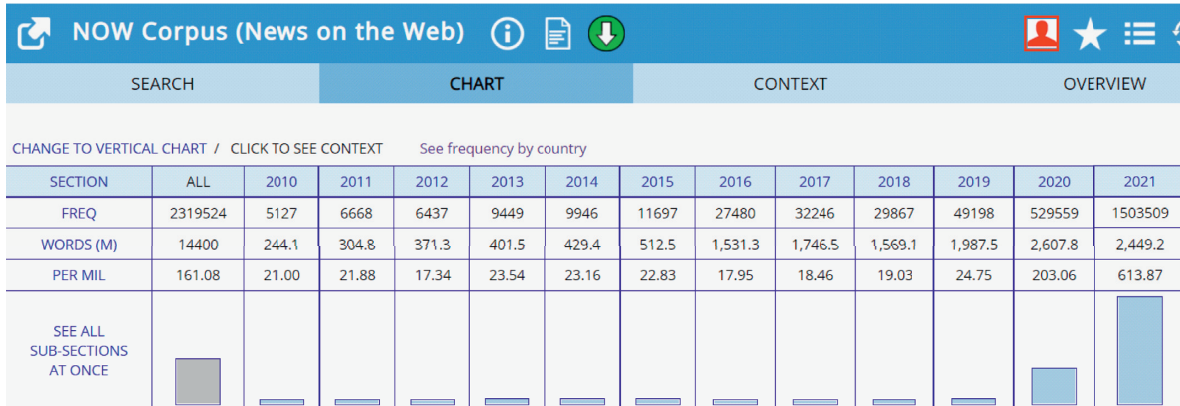 NOW Corpus (News on the Web)
SEARCH CHART CONTEXT OVERVIEW
CHANGE TO VERTICAL CHART / CLICK TO SEE CONTEXT See frequency by country
SECTION ALL 2010 2011 2012 2013 2014 2015 2016 2017 2018 2019 2020 2021
FREQ 2319524 5127 6668 6437 9449 9946 11697 27480 32246 29867 49198 529559 1503509
WORDS (M) 14400 244.1 304.8 371.3 401.5 429.4 512.5 1,531.3 1,746.5 1,569.1 1,987.5 2,607.8 2,449.2
PER MIL 161.08 21.00 21.88 17.34 23.54 23.16 22.83 17.95 18.46 19.03 24.75 203.06 613.87
SEE ALL
SUB-SECTIONS
AT ONCE